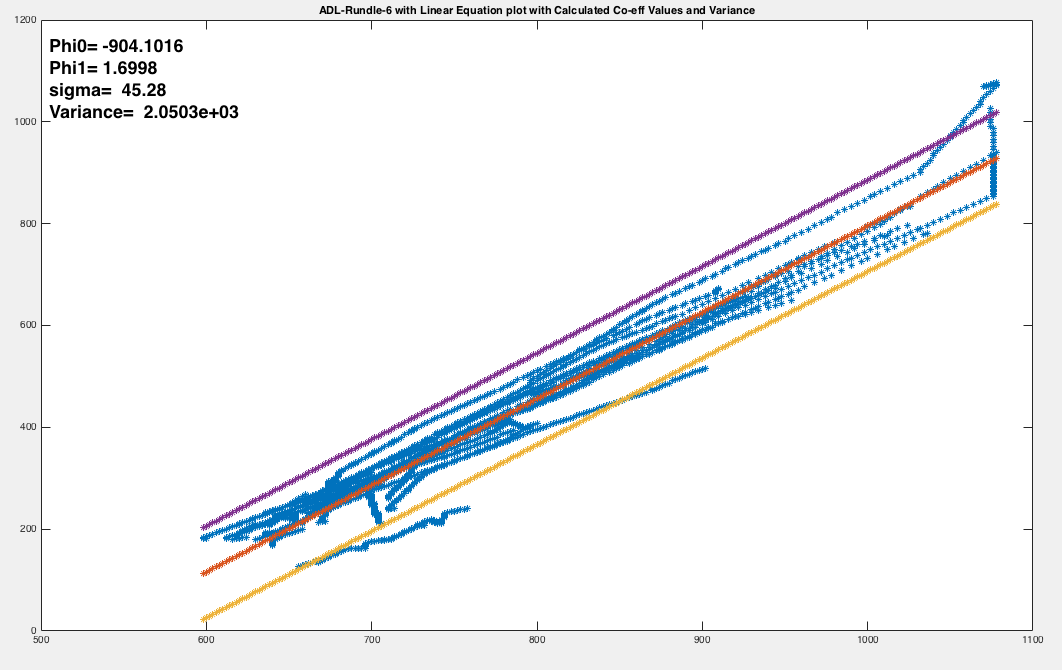 ADL-Rundle-6 with Linear Equation plot with Calculated Co-eff Values and Variance
1200
Phi0= -904.1016
Phi1= 1.6998
sigma=  45.28
Variance=  2.0503e+03
1000
800
600
400
200
0
500 600 700 800 900 1000 1100